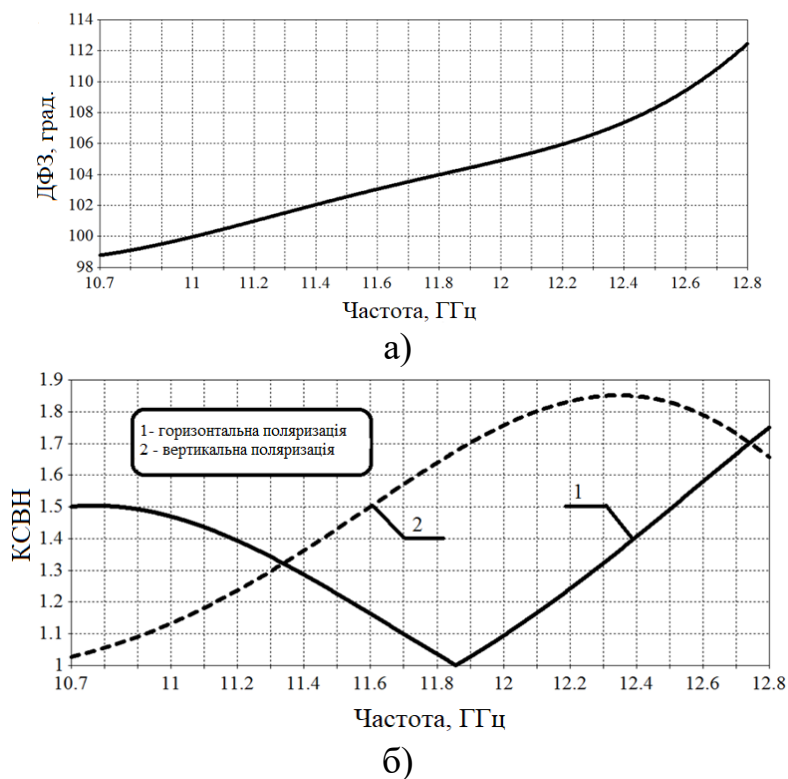 114
112
110
108
106
104
102
100
98
ДФЗ, град.
10.7 11 11.2 11.4 11.6 11.8 12 12.2 12.4 12.6 12.8
Частота, ГГц
а)
1.9
1.8
1.7
1.6
1.5
1.4
1.3
1.2
1.1
1
КСВН
1- горизонтальна поляризація
2 - вертикальна поляризація
1
2
10.7 11 11.2 11.4 11.6 11.8 12 12.2 12.4 12.6 12.8
Частота, ГГц
б)